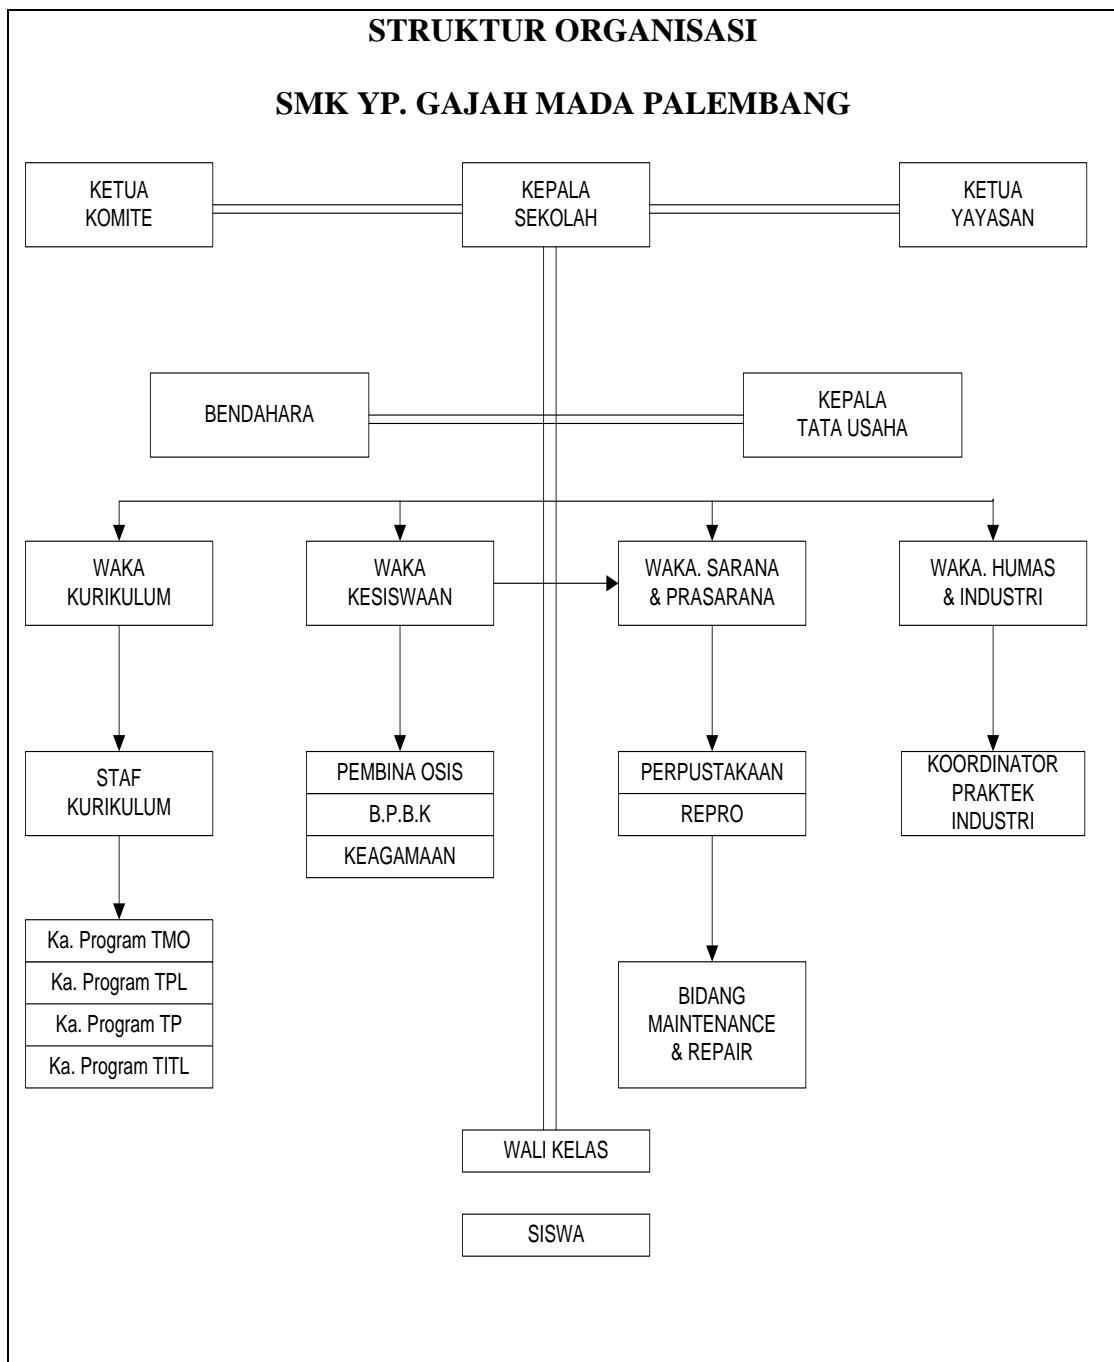 STRUKTUR ORGANISASI
SMK YP. GAJAH MADA PALEMBANG
KETUA
KOMITE
KEPALA
SEKOLAH
KETUA
YAYASAN
BENDAHARA
KEPALA
TATA USAHA
WAKA
KURIKULUM
WAKA
KESISWAAN
WAKA. SARANA
& PRASARANA
WAKA. HUMAS
& INDUSTRI
STAF
KURIKULUM
PEMBINA OSIS
B.P.B.K
KEAGAMAAN
PERPUSTAKAAN
REPRO
KOORDINATOR
PRAKTEK
INDUSTRI
Ka. Program TMO
Ka. Program TPL
Ka. Program TP
Ka. Program TITL
BIDANG
MAINTENANCE
& REPAIR
WALI KELAS
SISWA